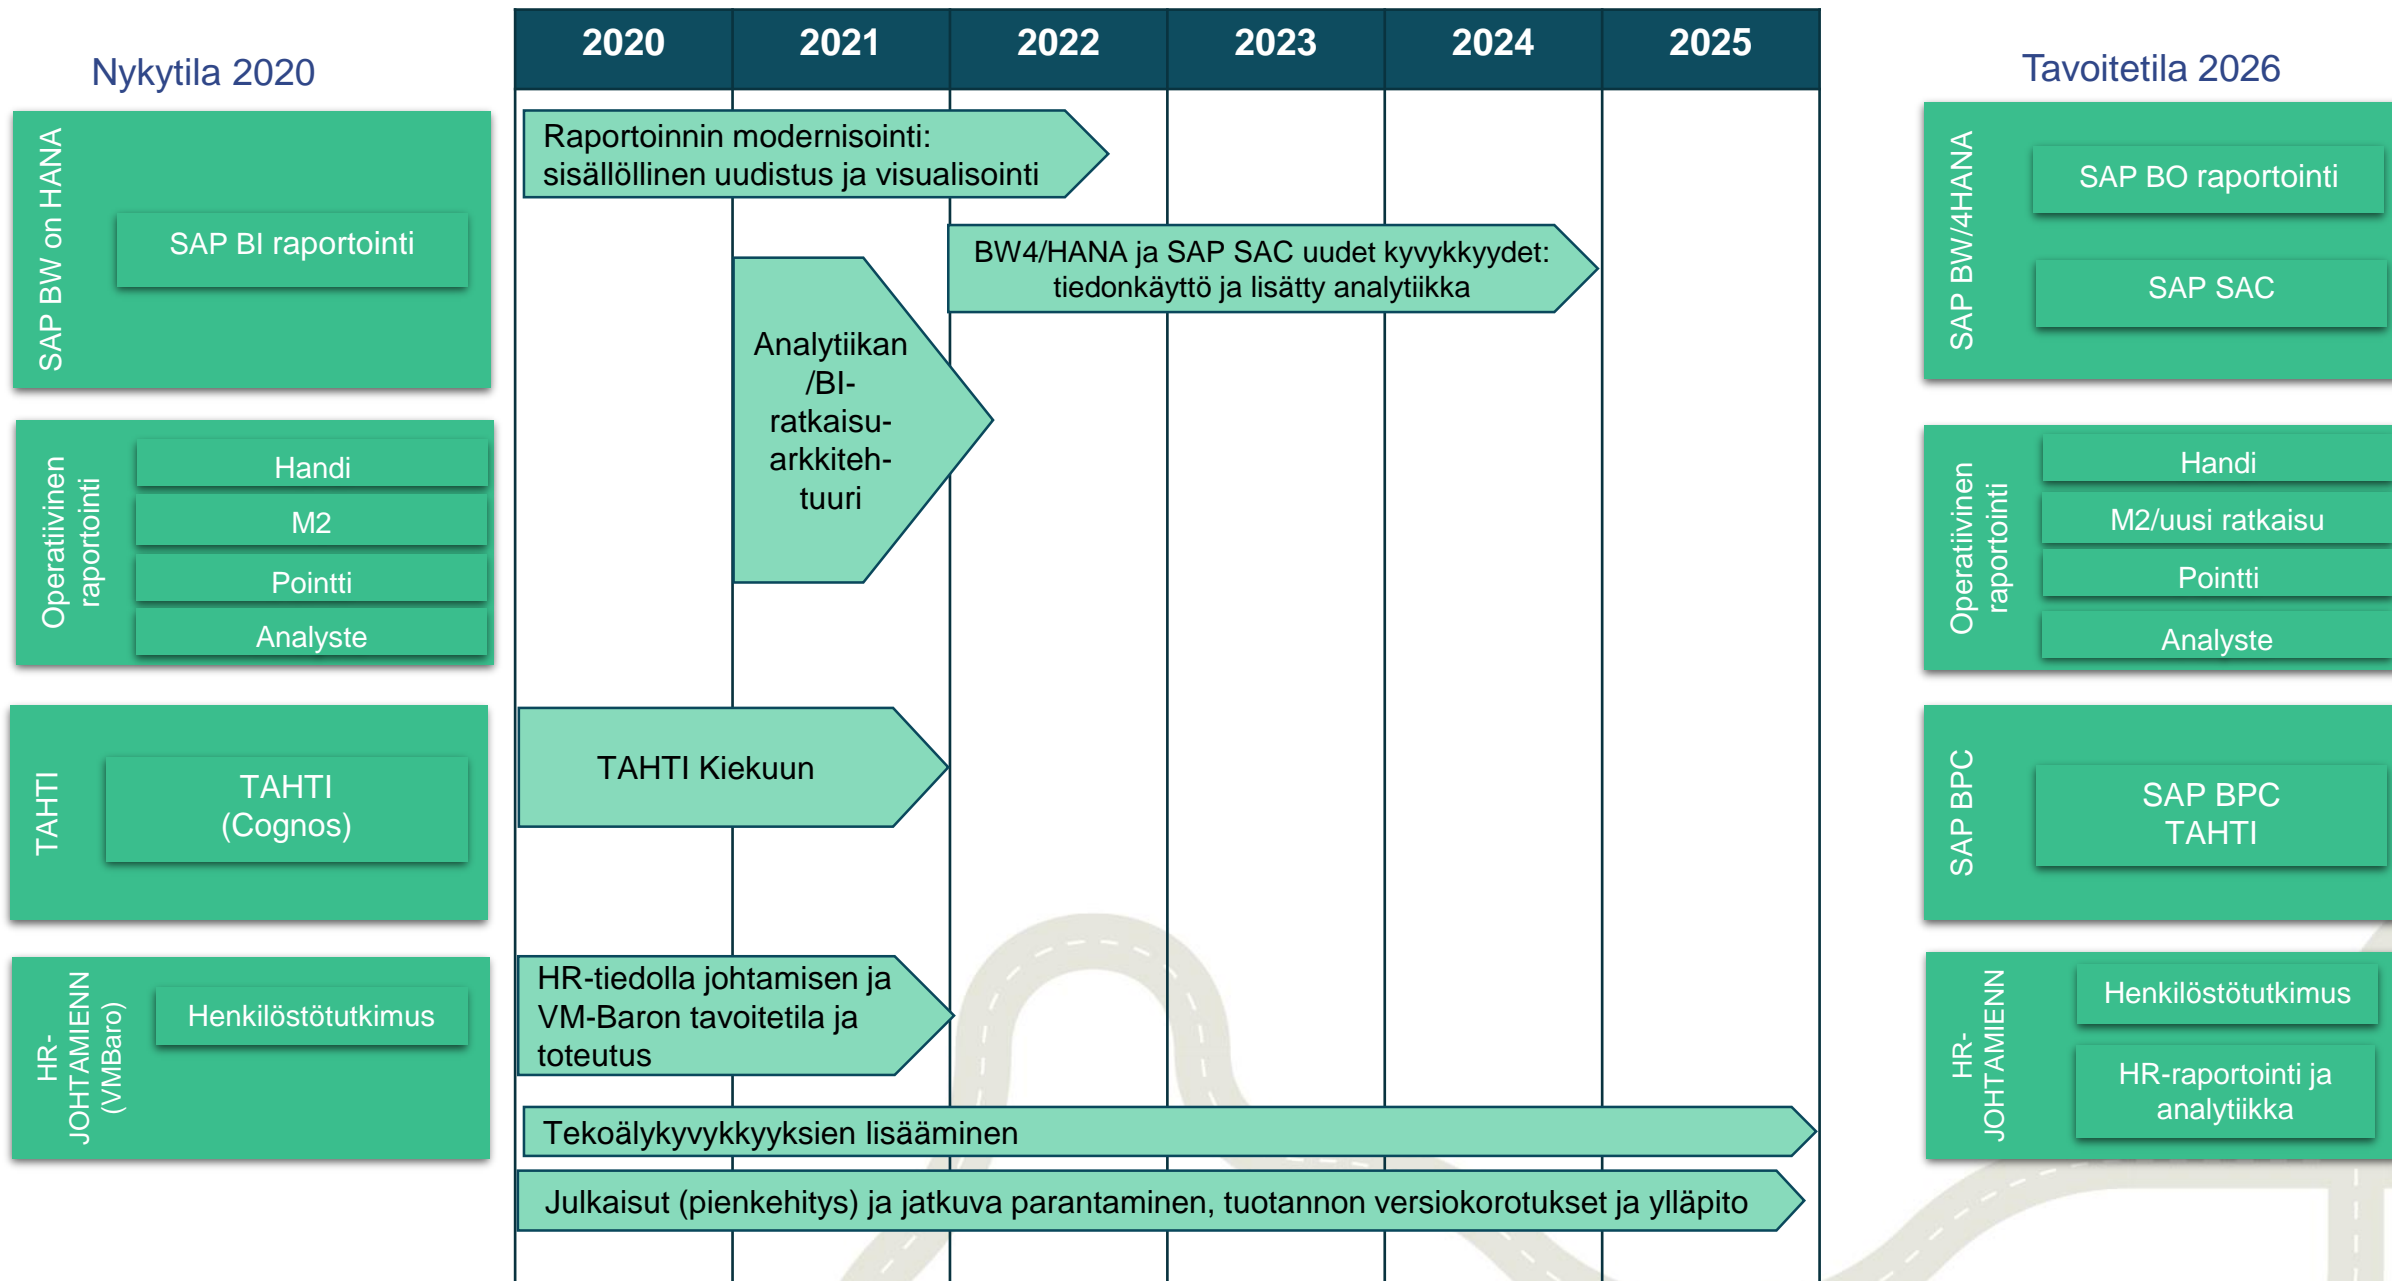 Nykytila 2020
SAP BW on HANA
SAP BI raportointi
Operatiivinen
raportointi
Handi
M2
Pointti
Analyste
TAHTI
TAHTI
(Cognos)
HR-
JOHTAMIENN
(VMBaro)
Henkilöstötutkimus
2020 2021 2022 2023 2024 2025
Raportoinnin modernisointi:
sisällöllinen uudistus ja visualisointi
BW4/HANA ja SAP SAC uudet kyvykkyydet:
tiedonkäyttö ja lisätty analytiikka
Analytiikan
/BI-
ratkaisu-
arkkiteh-
tuuri
TAHTI Kiekuun
HR-tiedolla johtamisen ja
VM-Baron tavoitetila ja
toteutus
Tekoälykyvykkyyksien lisääminen
Julkaisut (pienkehitys) ja jatkuva parantaminen, tuotannon versiokorotukset ja ylläpito
Tavoitetila 2026
SAP BW/4HANA
SAP BO raportointi
SAP SAC
Operatiivinen
raportointi
Handi
M2/uusi ratkaisu
Pointti
Analyste
SAP BPC
SAP BPC
TAHTI
HR-
JOHTAMIENN
Henkilöstötutkimus
HR-raportointi ja
analytiikka